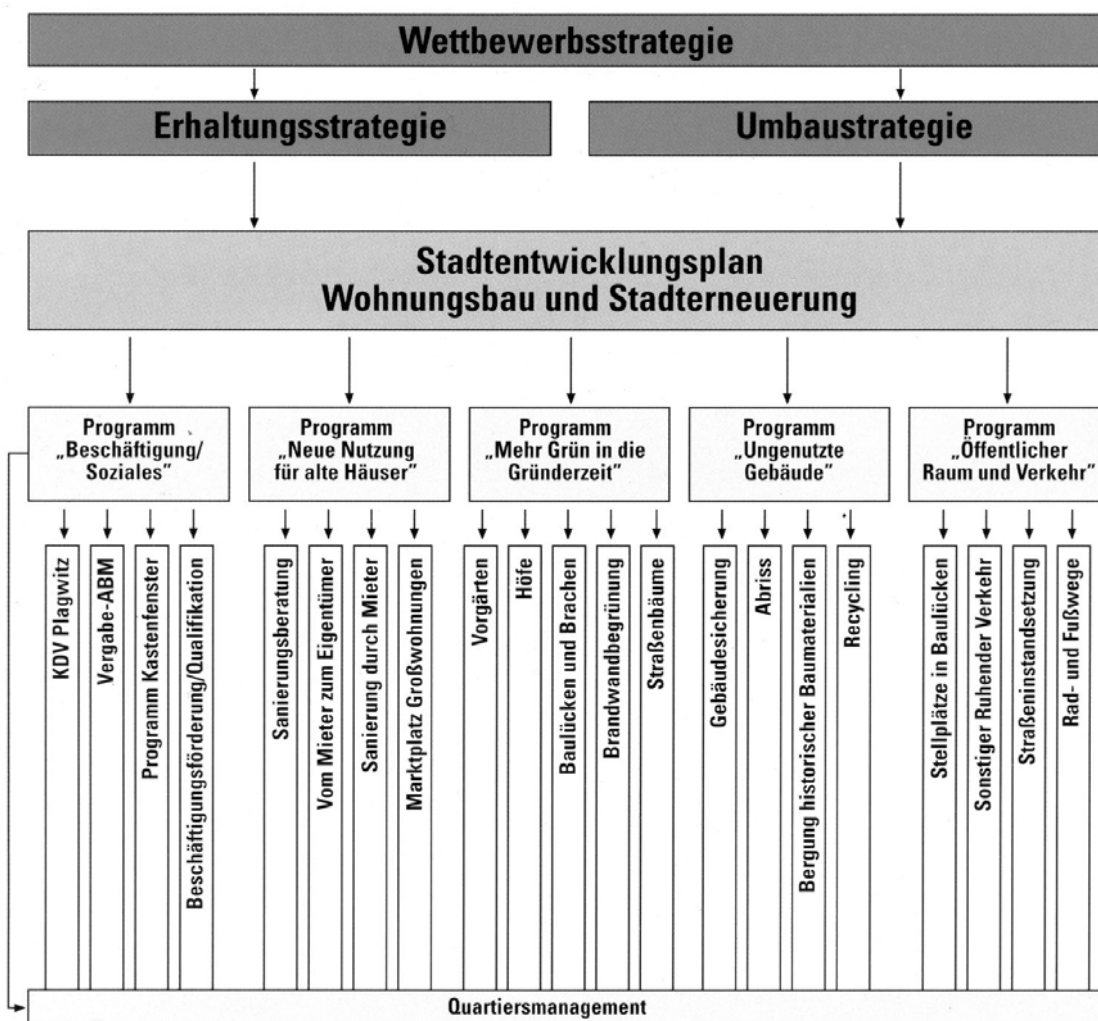 Wettbewerbsstrategie
Erhaltungsstrategie
Umbaustrategie
Stadtentwicklungsplan
Wohnungsbau und Stadterneuerung
Programm
„Beschäftigung/
Soziales”
Programm
„Neue Nutzung
für alte Häuser”
Programm
„Mehr Grün in die
Gründerzeit”
Programm
„Ungenutzte
Gebäude”
Programm
„Öffentlicher
Raum und Verkehr”
KDV Plagwitz
Vergabe-ABM
Programm Kastenfenster
Beschäftigungsförderung/Qualifikation
Sanierungsberatung
Vom Mieter zum Eigentümer
Sanierung durch Mieter
Marktplatz Großwohnungen
Vorgärten
Höfe
Baulücken und Brachen
Brandwandbegrünung
Straßenbäume
Gebäudesicherung
Abriss
Bergung historischer Baumaterialien
Recycling
Stellplätze in Baulücken
Sonstiger Ruhender Verkehr
Straßeninstandsetzung
Rad- und Fußwege
Quartiersmanagement